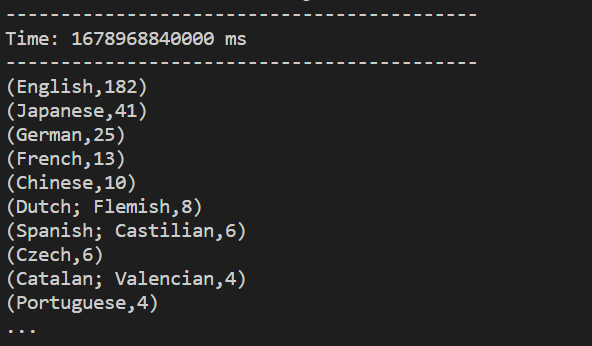 -------------------------------------------
Time: 1678968840000 ms
-------------------------------------------
(English,182)
(Japanese,41)
(German,25)
(French,13)
(Chinese,10)
(Dutch; Flemish,8)
(Spanish; Castilian,6)
(Czech,6)
(Catalan; Valencian,4)
(Portuguese,4)
...